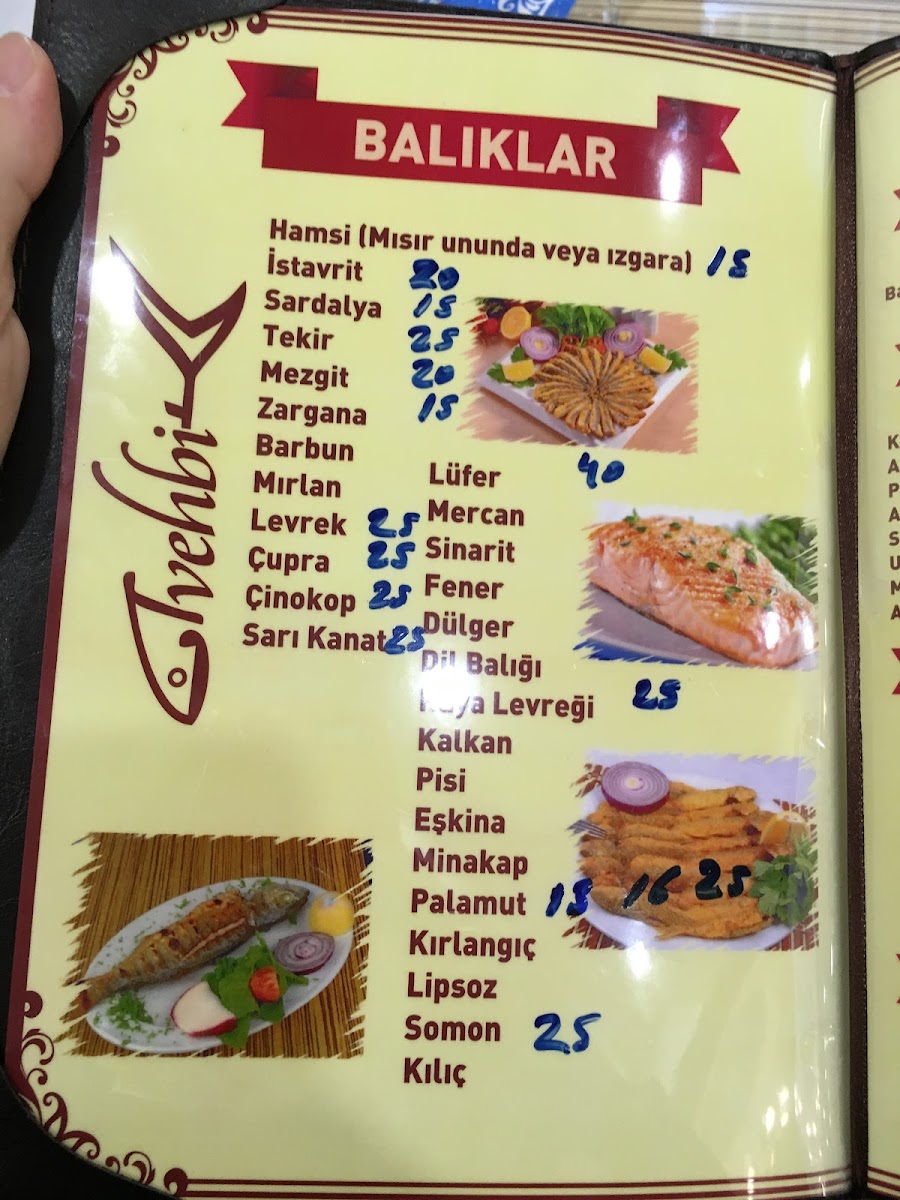 BALIKLAR
Hamsi (Mısır ununda veya ızgara) 15
İstavrit 20
Sardalya 15
Tekir 25
Mezgit 20
Zargana 15
Barbun
Mırlan
Levrek 25
Çupra 25
Çinokop 25
Sarı Kanat 25
Lüfer 40
Mercan
Sinarit
Fener
Dülger
Dil Balığı
Kaya Levreği 25
Kalkan
Pisi
Eşkina
Minakap
Palamut 15 16 25
Kırlangıç
Lipsoz
Somon 25
Kılıç
vehbi